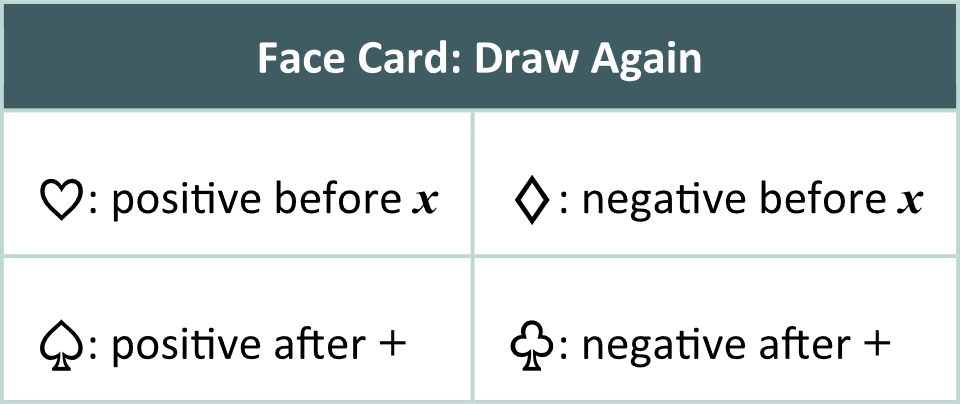 Face Card: Draw Again
♡: positive before x
♢: negative before x
♤: positive after +
♧: negative after +